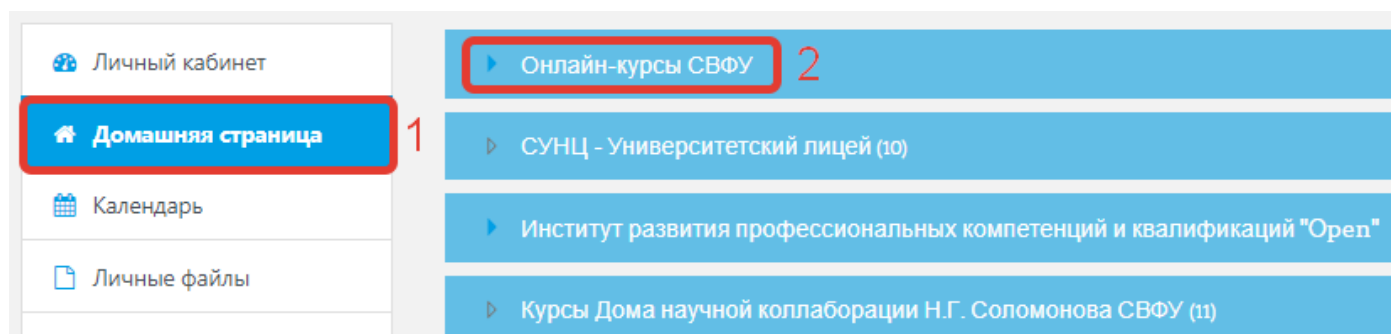 Личный кабинет
Домашняя страница
1
Календарь
Личные файлы
Онлайн-курсы СВФУ
2
СУНЦ - Университетский лицей (10)
Институт развития профессиональных компетенций и квалификаций "Open"
Курсы Дома научной коллаборации Н.Г. Соломонова СВФУ (11)